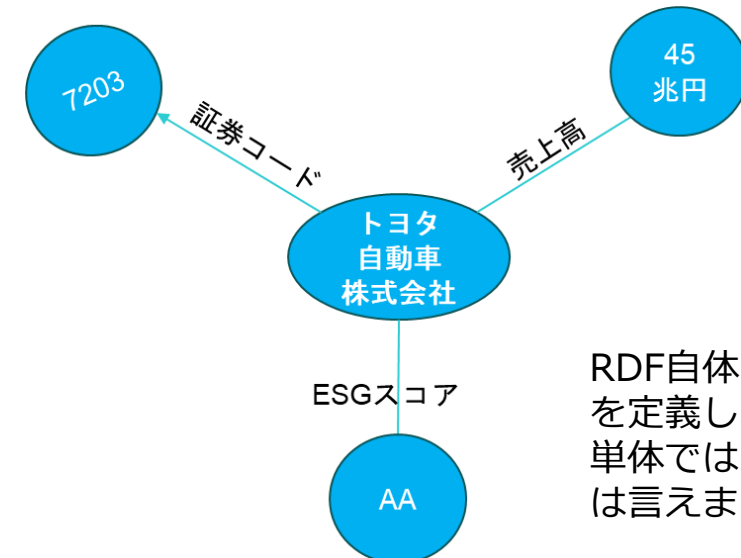 7203
45
兆円
証券コード
売上高
トヨタ
自動車
株式会社
ESGスコア
RDF自体
を定義し
単体では
は言えま
AA